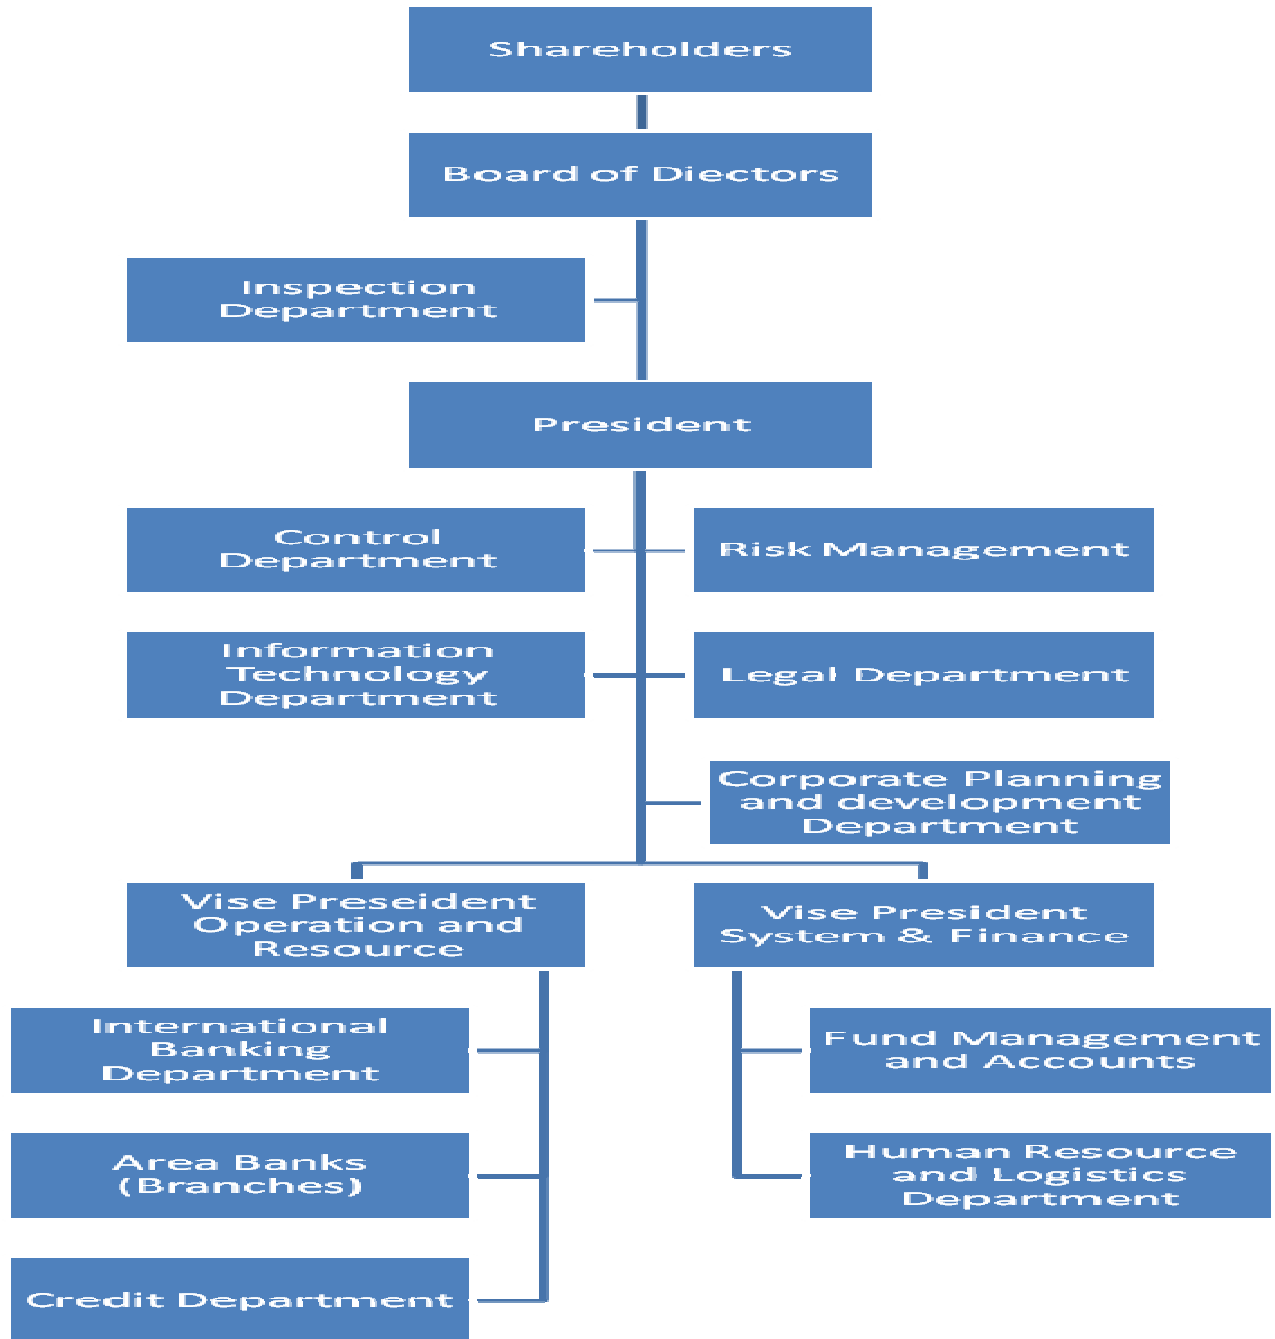 Shareholders
Board of Diectors
Inspection
Department
President
Control
Department
Risk Management
Information
Technology
Department
Legal Department
Corporate Planning
and development
Department
Vise Preseident
Operation and
Resource
Vise President
System & Finance
International
Banking
Department
Fund Management
and Accounts
Area Banks
(Branches)
Human Resource
and Logistics
Department
Credit Department